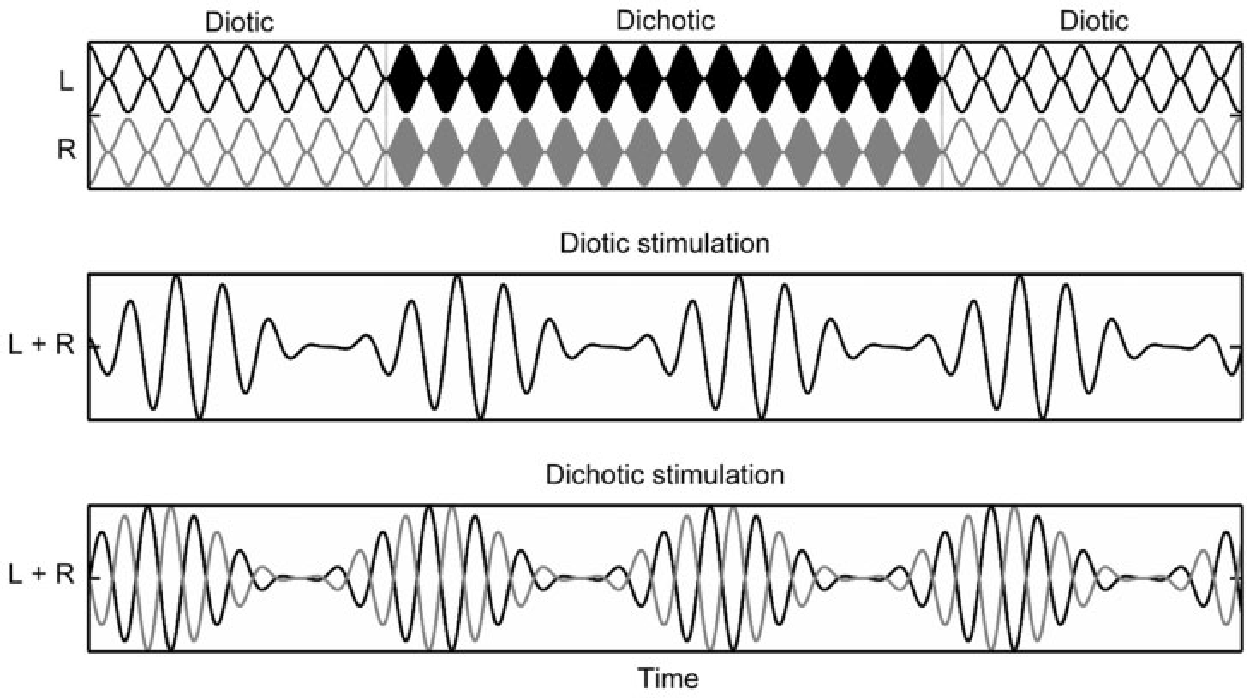 Diotic Dichotic Diotic
L
R
Diotic stimulation
L + R
Dichotic stimulation
L + R
Time